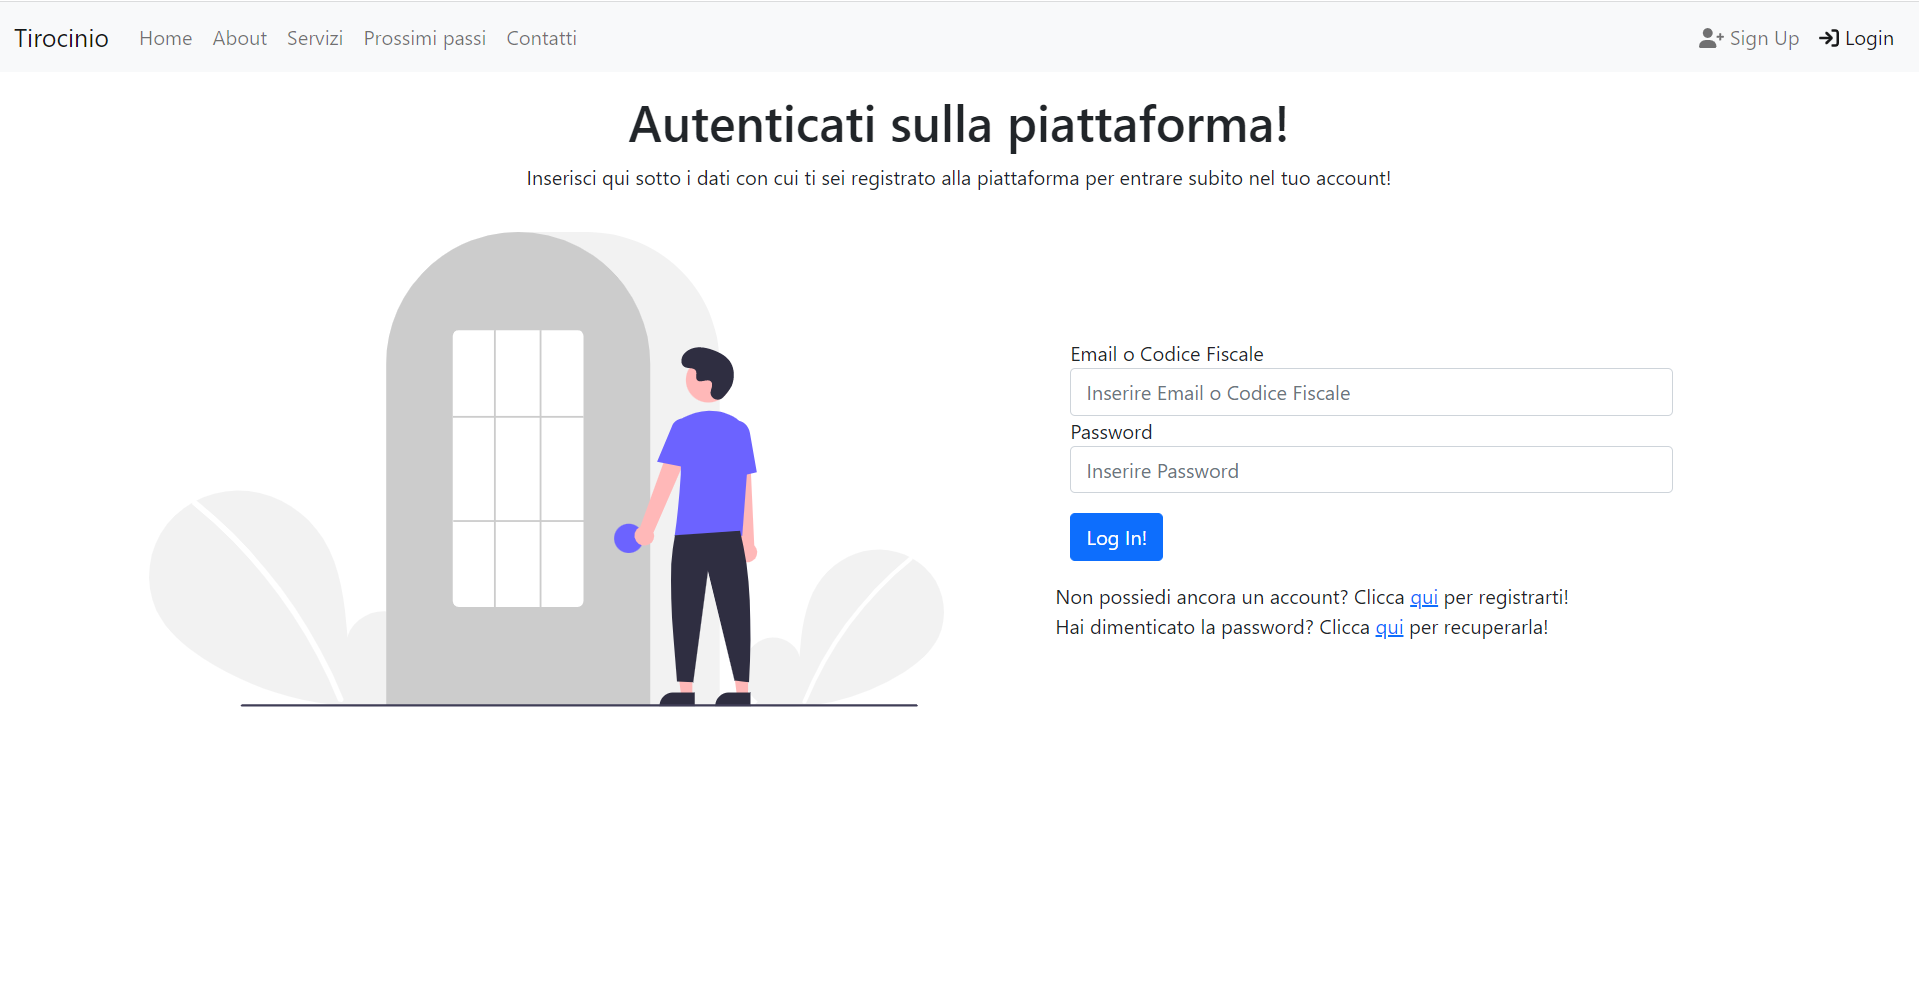 Tirocinio Home About Servizi Prossimi passi Contatti Sign Up Login
Autenticati sulla piattaforma!
Inserisci qui sotto i dati con cui ti sei registrato alla piattaforma per entrare subito nel tuo account!
Email o Codice Fiscale
Inserire Email o Codice Fiscale
Password
Inserire Password
Log In!
Non possiedi ancora un account? Clicca qui per registrarti!
Hai dimenticato la password? Clicca qui per recuperarla!